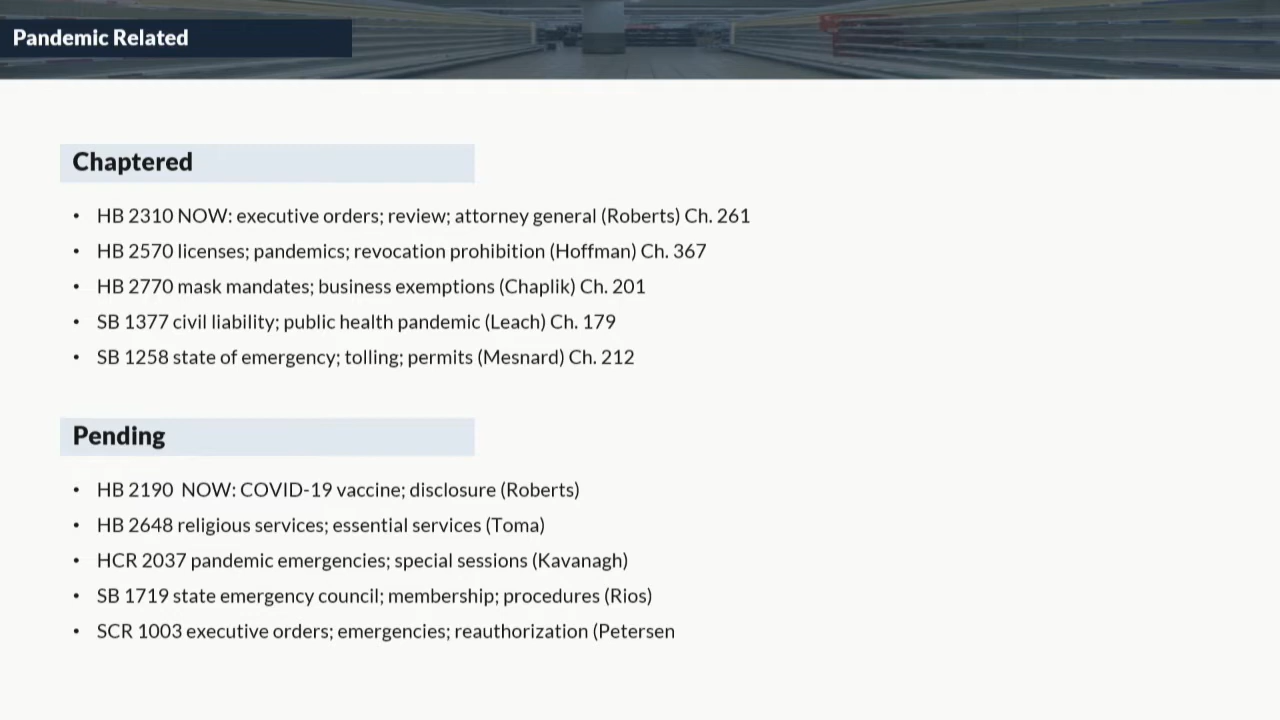 Pandemic Related
Chaptered
• HB 2310 NOW: executive orders; review; attorney general (Roberts) Ch. 261
• HB 2570 licenses; pandemics; revocation prohibition (Hoffman) Ch. 367
• HB 2770 mask mandates; business exemptions (Chaplik) Ch. 201
• SB 1377 civil liability; public health pandemic (Leach) Ch. 179
• SB 1258 state of emergency; tolling; permits (Mesnard) Ch. 212
Pending
• HB 2190  NOW: COVID-19 vaccine; disclosure (Roberts)
• HB 2648 religious services; essential services (Toma)
• HCR 2037 pandemic emergencies; special sessions (Kavanagh)
• SB 1719 state emergency council; membership; procedures (Rios)
• SCR 1003 executive orders; emergencies; reauthorization (Petersen